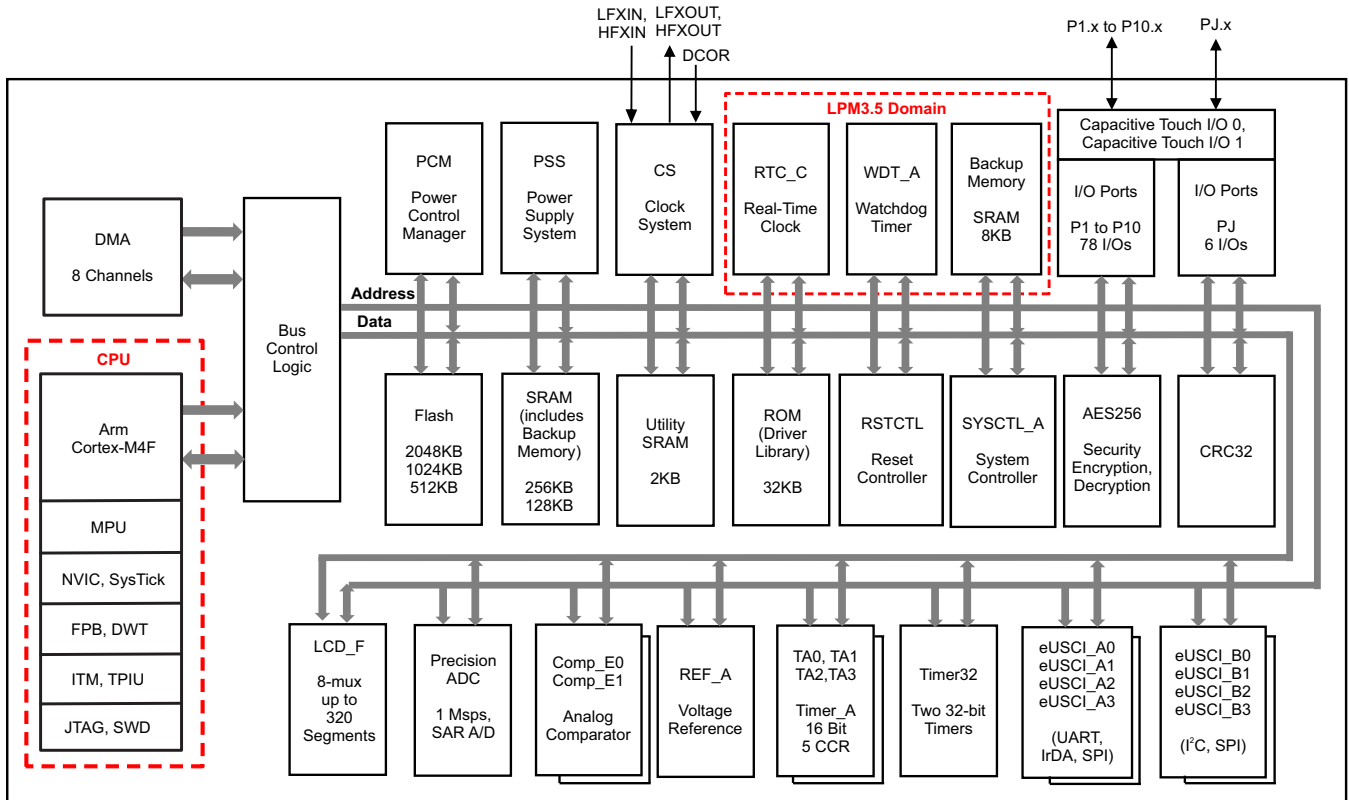 LFXIN,
HFXIN
LFXOUT,
HFXOUT
DCOR
P1.x to P10.x
PJ.x
LPM3.5 Domain
PCM
Power
Control
Manager
PSS
Power
Supply
System
CS
Clock
System
RTC_C
Real-Time
Clock
WDT_A
Watchdog
Timer
Backup
Memory
SRAM
8KB
Capacitive Touch I/O 0,
Capacitive Touch I/O 1
I/O Ports
P1 to P10
78 I/Os
I/O Ports
PJ
6 I/Os
DMA
8 Channels
Bus
Control
Logic
Address
Data
CPU
Arm
Cortex-M4F
MPU
NVIC, SysTick
FPB, DWT
ITM, TPIU
JTAG, SWD
Flash
2048KB
1024KB
512KB
SRAM
(includes
Backup
Memory)
256KB
128KB
Utility
SRAM
2KB
ROM
(Driver
Library)
32KB
RSTCTL
Reset
Controller
SYSCTL_A
System
Controller
AES256
Security
Encryption,
Decryption
CRC32
LCD_F
8-mux
up to
320
Segments
Precision
ADC
1 Msps,
SAR A/D
Comp_E0
Comp_E1
Analog
Comparator
REF_A
Voltage
Reference
TA0, TA1
TA2,TA3
Timer_A
16 Bit
5 CCR
Timer32
Two 32-bit
Timers
eUSCI_A0
eUSCI_A1
eUSCI_A2
eUSCI_A3
(UART,
IrDA, SPI)
eUSCI_B0
eUSCI_B1
eUSCI_B2
eUSCI_B3
(I²C, SPI)